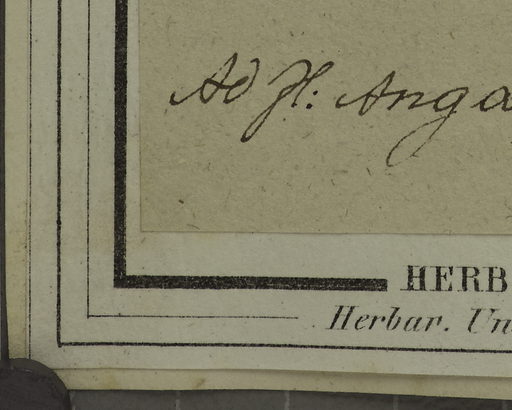 Ad fl: Anga
HERB
Herbar. Un